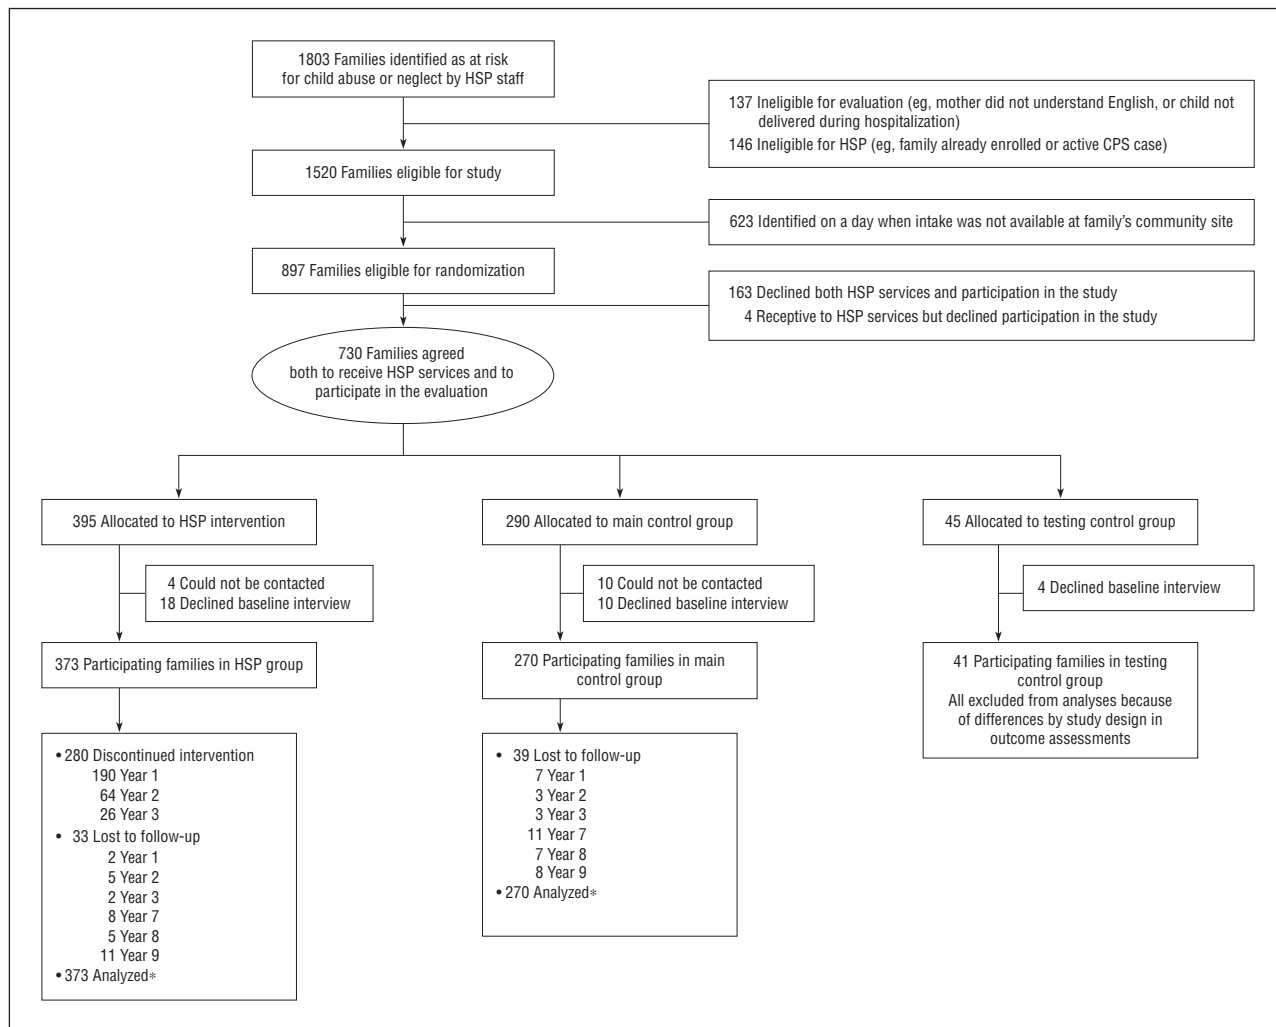 1803 Families identified as at risk
for child abuse or neglect by HSP staff
137 Ineligible for evaluation (eg, mother did not understand English, or child not
delivered during hospitalization)
146 Ineligible for HSP (eg, family already enrolled or active CPS case)
1520 Families eligible for study
623 Identified on a day when intake was not available at family's community site
897 Families eligible for randomization
163 Declined both HSP services and participation in the study
4 Receptive to HSP services but declined participation in the study
730 Families agreed
both to receive HSP services and to
participate in the evaluation
395 Allocated to HSP intervention
4 Could not be contacted
18 Declined baseline interview
373 Participating families in HSP group
• 280 Discontinued intervention
190 Year 1
64 Year 2
26 Year 3
• 33 Lost to follow-up
2 Year 1
5 Year 2
2 Year 3
8 Year 7
5 Year 8
11 Year 9
• 373 Analyzed*
290 Allocated to main control group
10 Could not be contacted
10 Declined baseline interview
270 Participating families in main
control group
• 39 Lost to follow-up
7 Year 1
3 Year 2
3 Year 3
11 Year 7
7 Year 8
8 Year 9
• 270 Analyzed*
45 Allocated to testing control group
4 Declined baseline interview
41 Participating families in testing
control group
All excluded from analyses because
of differences by study design in
outcome assessments